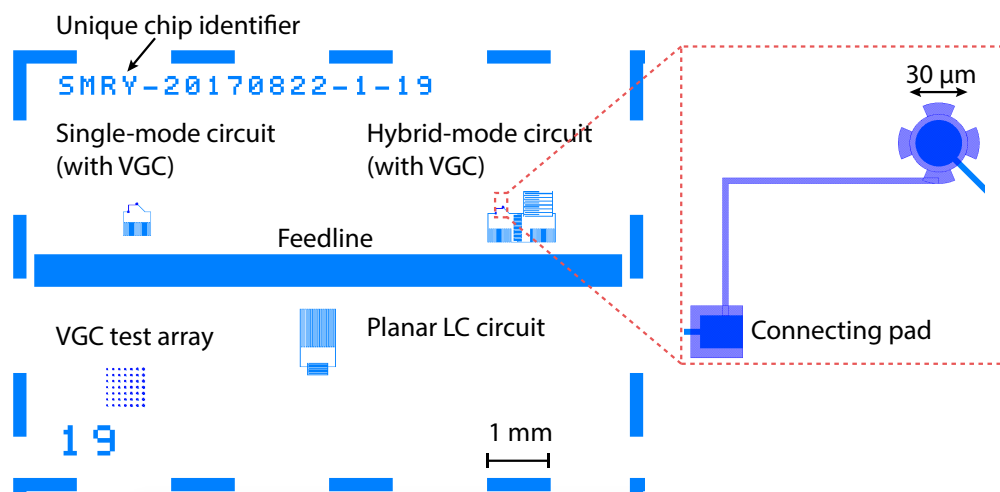 Unique chip identifier
SMRY-20170822-1-19
Single-mode circuit
(with VGC)
Hybrid-mode circuit
(with VGC)
30 µm
Feedline
VGC test array
Planar LC circuit
Connecting pad
19
1 mm